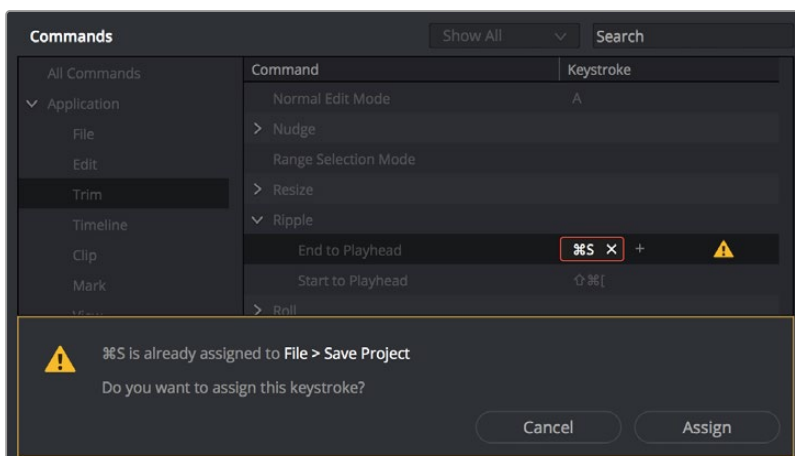 Commands
Show All
Search
All Commands
Command
Keystroke
Application
Normal Edit Mode
A
File
Nudge
Edit
Range Selection Mode
Trim
Resize
Timeline
Ripple
Clip
End to Playhead
⌘S
Mark
Start to Playhead
⇧⌘[
View
Roll
⌘S is already assigned to File > Save Project
Do you want to assign this keystroke?
Cancel
Assign